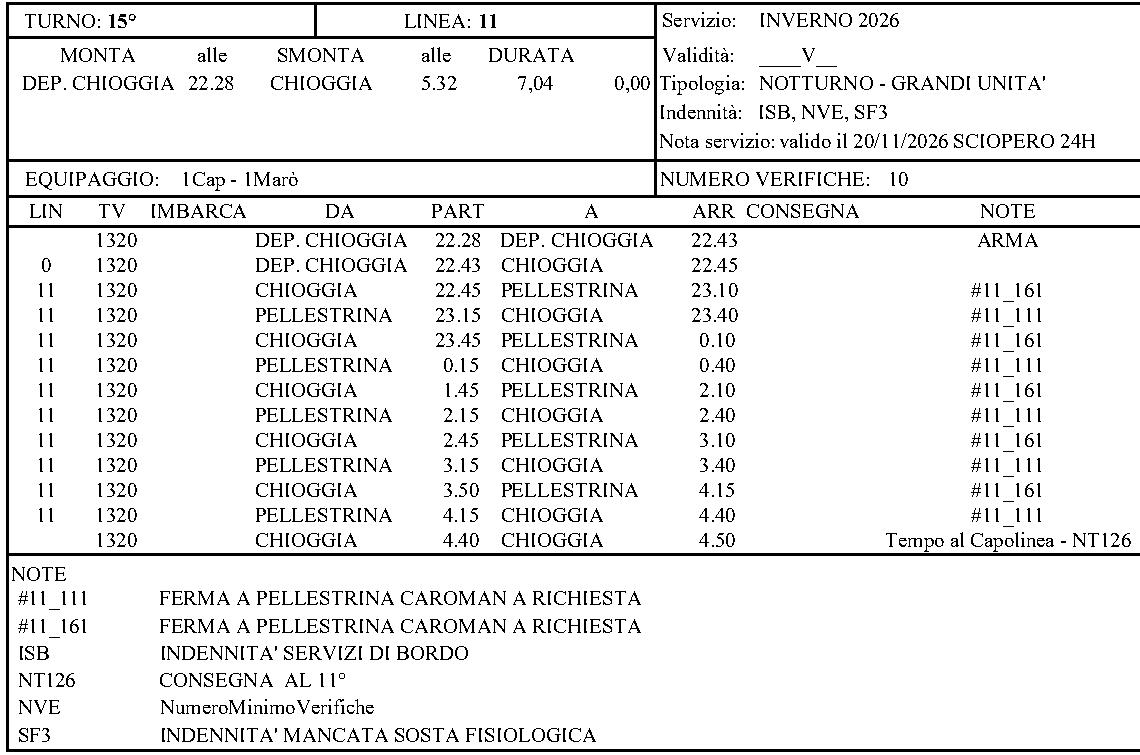 TURNO: 15° LINEA: 11
MONTA alle SMONTA alle DURATA
DEP. CHIOGGIA 22.28 CHIOGGIA 5.32 7,04 0,00
Servizio: INVERNO 2026
Validità: ____V__
Tipologia: NOTTURNO - GRANDI UNITA'
Indennità: ISB, NVE, SF3
Nota servizio: valido il 20/11/2026 SCIOPERO 24H
EQUIPAGGIO: 1Cap - 1Marò NUMERO VERIFICHE: 10
LIN TV IMBARCA DA PART A ARR CONSEGNA NOTE
1320 DEP. CHIOGGIA 22.28 DEP. CHIOGGIA 22.43 ARMA
0 1320 DEP. CHIOGGIA 22.43 CHIOGGIA 22.45
11 1320 CHIOGGIA 22.45 PELLESTRINA 23.10 #11_161
11 1320 PELLESTRINA 23.15 CHIOGGIA 23.40 #11_111
11 1320 CHIOGGIA 23.45 PELLESTRINA 0.10 #11_161
11 1320 PELLESTRINA 0.15 CHIOGGIA 0.40 #11_111
11 1320 CHIOGGIA 1.45 PELLESTRINA 2.10 #11_161
11 1320 PELLESTRINA 2.15 CHIOGGIA 2.40 #11_111
11 1320 CHIOGGIA 2.45 PELLESTRINA 3.10 #11_161
11 1320 PELLESTRINA 3.15 CHIOGGIA 3.40 #11_111
11 1320 CHIOGGIA 3.50 PELLESTRINA 4.15 #11_161
11 1320 PELLESTRINA 4.15 CHIOGGIA 4.40 #11_111
1320 CHIOGGIA 4.40 CHIOGGIA 4.50 Tempo al Capolinea - NT126
NOTE
#11_111 FERMA A PELLESTRINA CAROMAN A RICHIESTA
#11_161 FERMA A PELLESTRINA CAROMAN A RICHIESTA
ISB INDENNITA' SERVIZI DI BORDO
NT126 CONSEGNA AL 11°
NVE NumeroMinimoVerifiche
SF3 INDENNITA' MANCATA SOSTA FISIOLOGICA